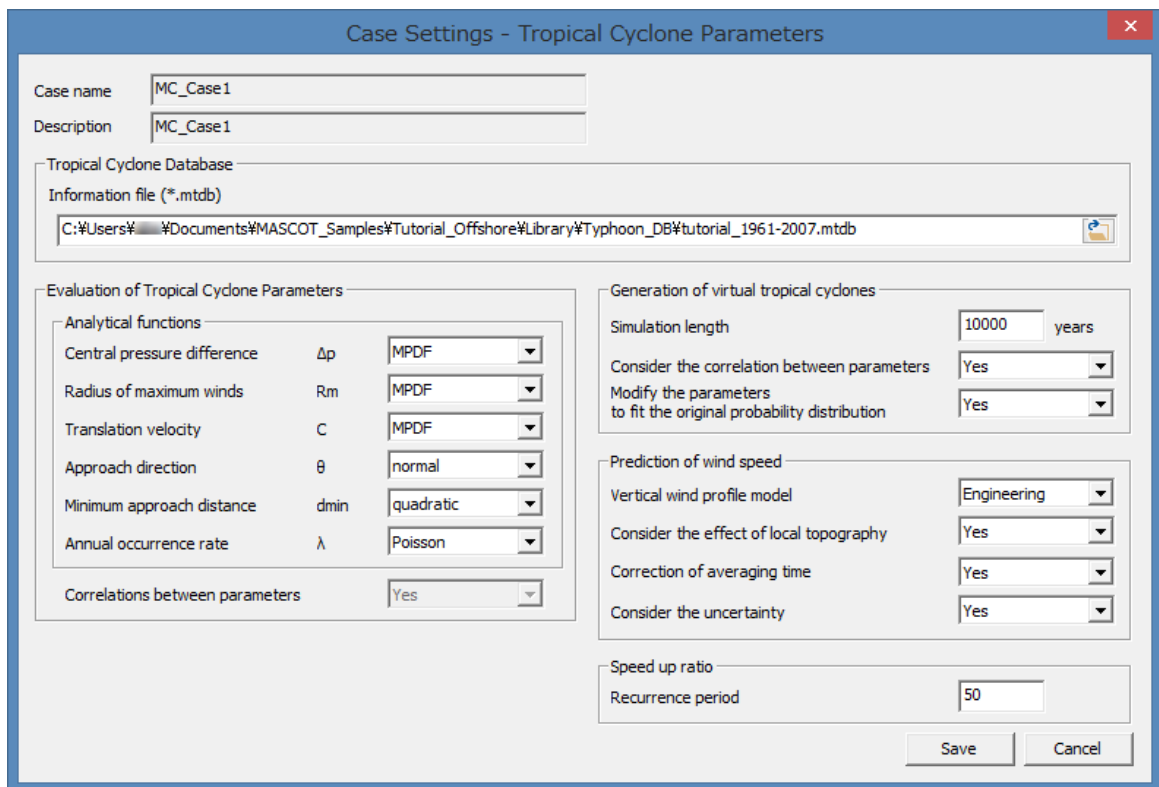 Case Settings - Tropical Cyclone Parameters
Case name MC_Case1
Description MC_Case1
Tropical Cyclone Database
Information file (*.mtdb)
C:¥Users¥ ¥Documents¥MASCOT_Samples¥Tutorial_Offshore¥Library¥Typhoon_DB¥tutorial_1961-2007.mtdb
Evaluation of Tropical Cyclone Parameters
Analytical functions
Central pressure difference Δp MPDF
Radius of maximum winds Rm MPDF
Translation velocity C MPDF
Approach direction θ normal
Minimum approach distance dmin quadratic
Annual occurrence rate λ Poisson
Correlations between parameters Yes
Generation of virtual tropical cyclones
Simulation length 10000 years
Consider the correlation between parameters Yes
Modify the parameters
to fit the original probability distribution Yes
Prediction of wind speed
Vertical wind profile model Engineering
Consider the effect of local topography Yes
Correction of averaging time Yes
Consider the uncertainty Yes
Speed up ratio
Recurrence period 50
Save Cancel